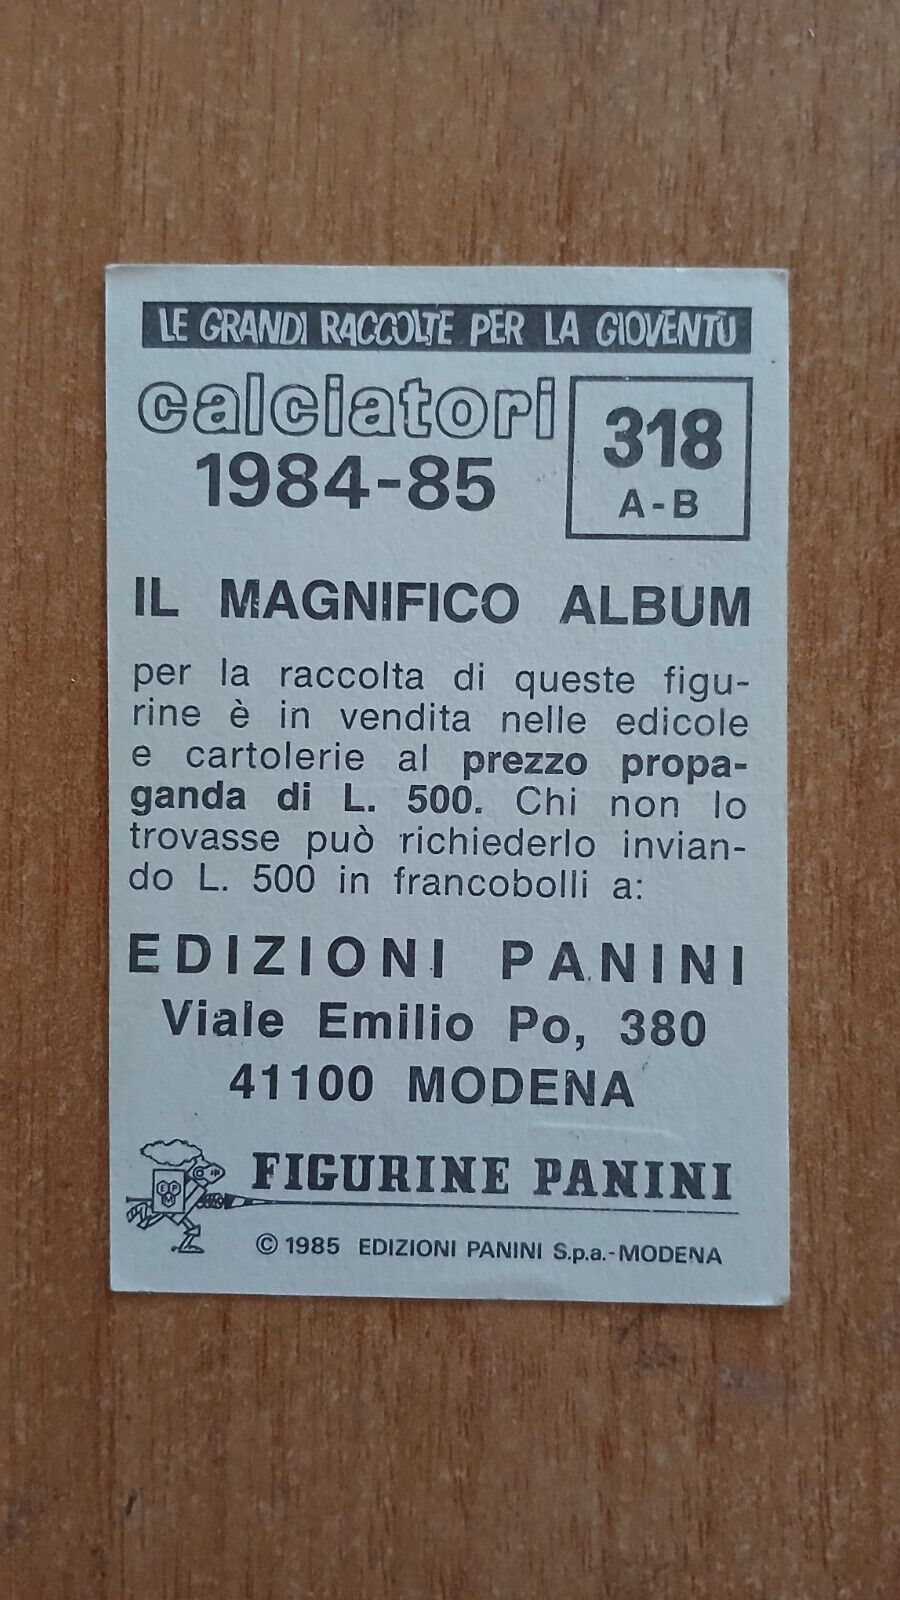 LE GRANDI RACCOLTE PER LA GIOVENTÙ
calciatori
1984-85
318
A-B
IL MAGNIFICO ALBUM
per la raccolta di queste figu-
rine è in vendita nelle edicole
e cartolerie al prezzo propa-
ganda di L. 500. Chi non lo
trovasse può richiederlo invian-
do L. 500 in francobolli a:
EDIZIONI PANINI
Viale Emilio Po, 380
41100 MODENA
FIGURINE PANINI
© 1985 EDIZIONI PANINI S.p.a.-MODENA